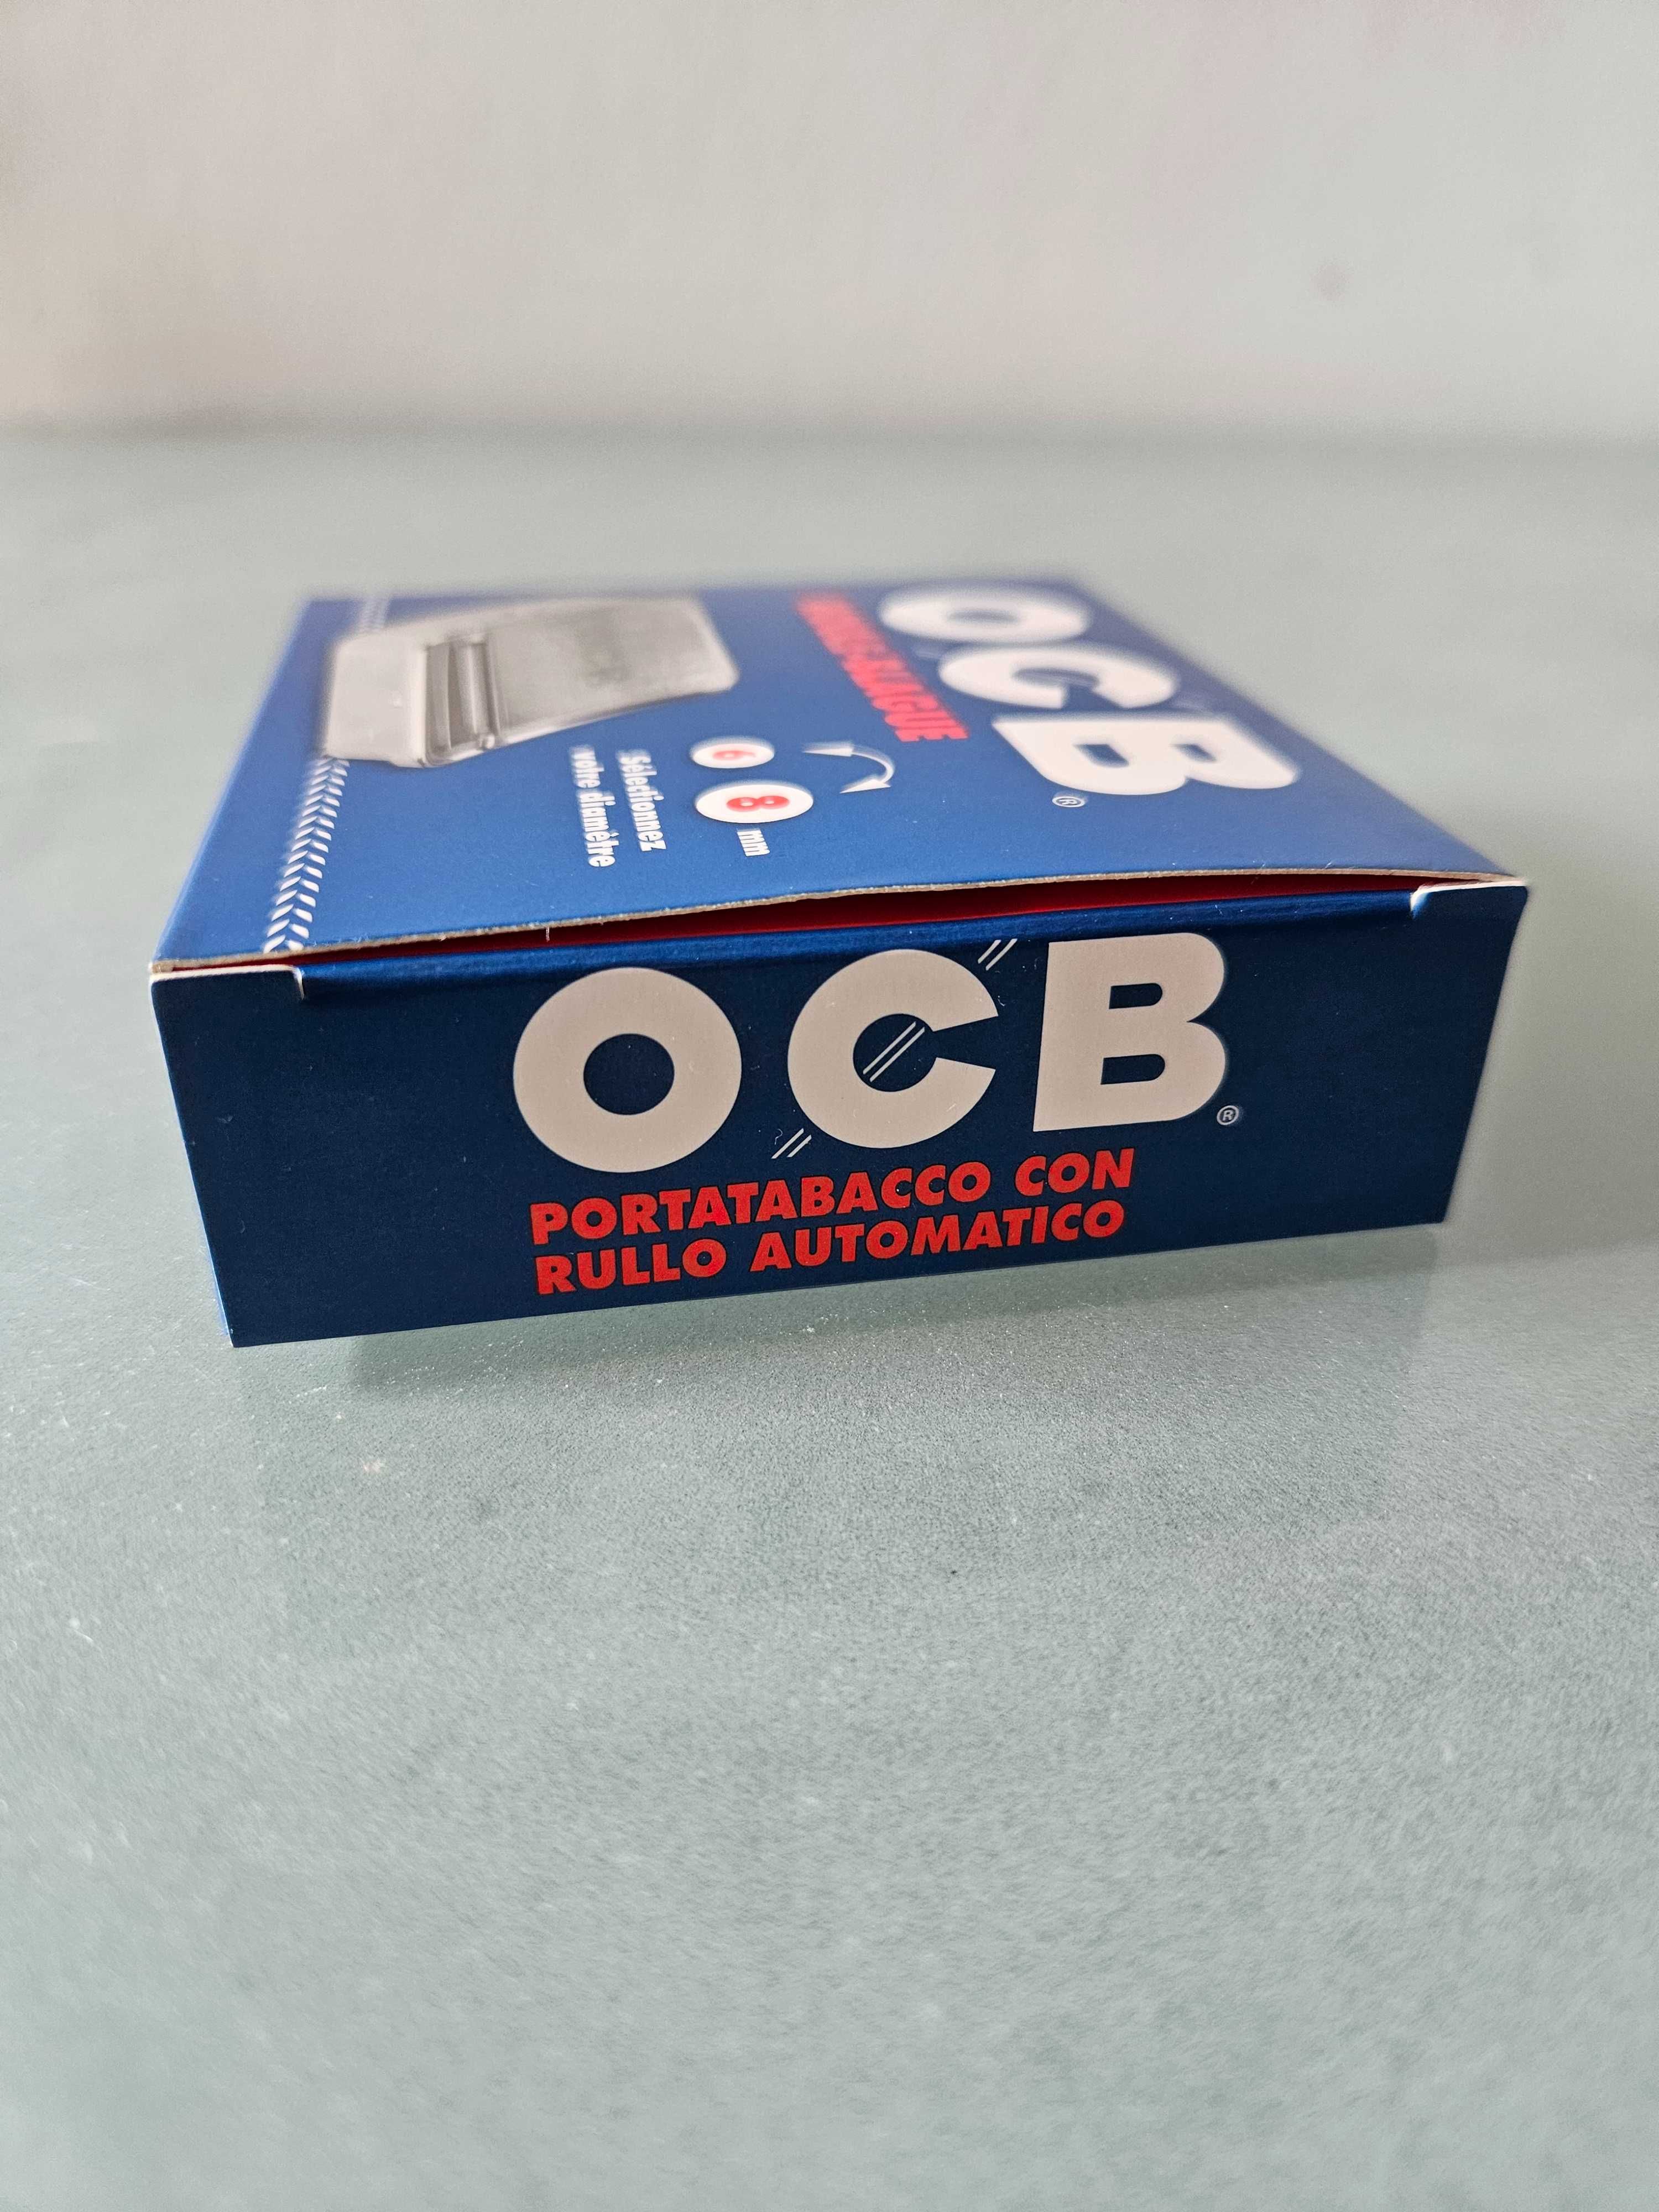 OCB®
6 8 mm
Sélectionnez
votre diamètre
OCB®
PORTATABACCO CON
RULLO AUTOMATICO